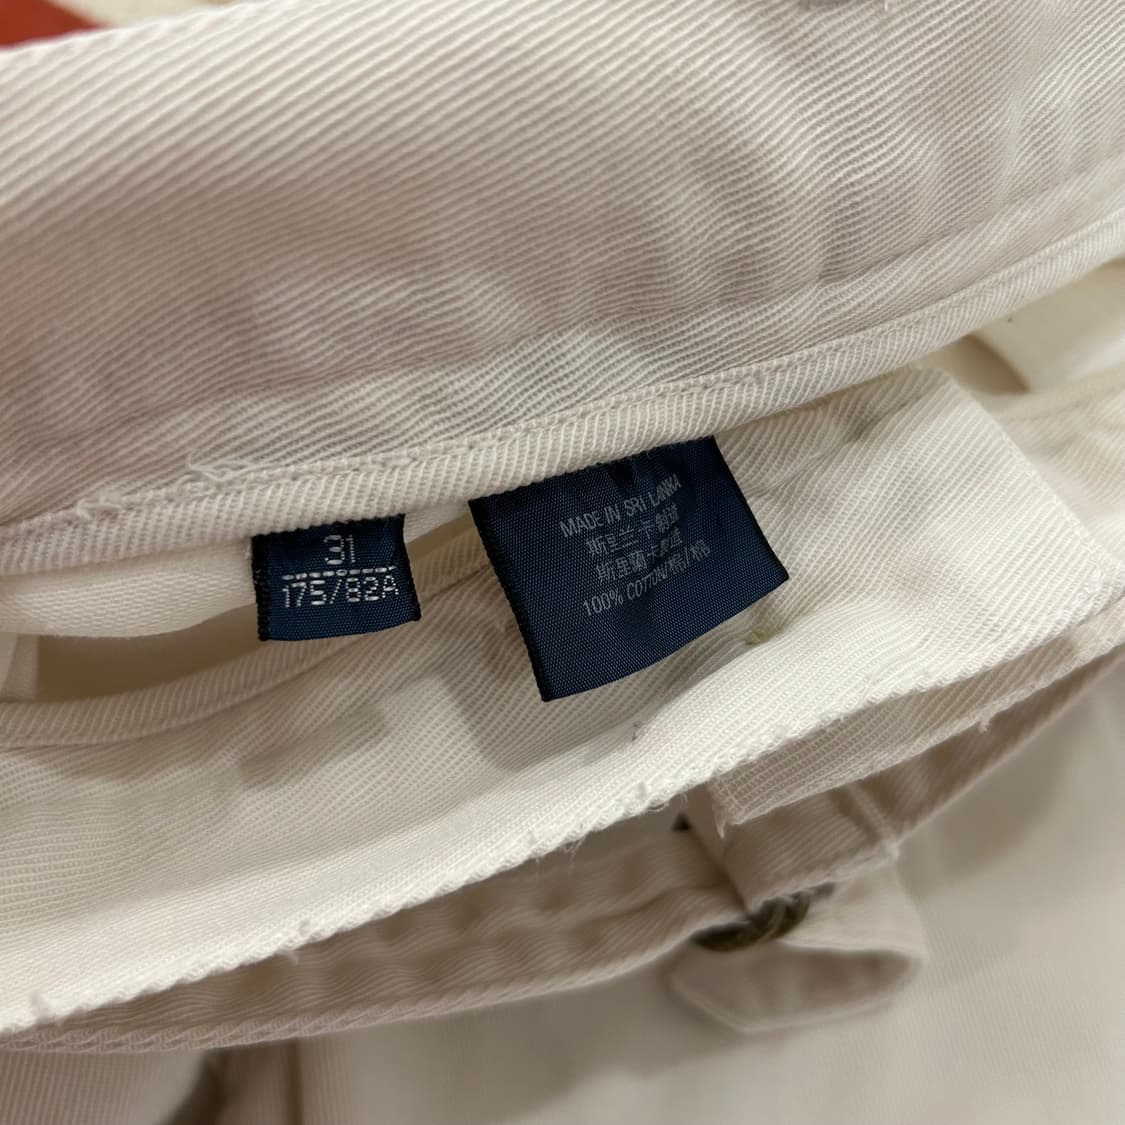 31
175/82A
MADE IN SRI LANKA
斯里兰卡制造
斯里蘭卡製造
100% COTTON/棉/棉